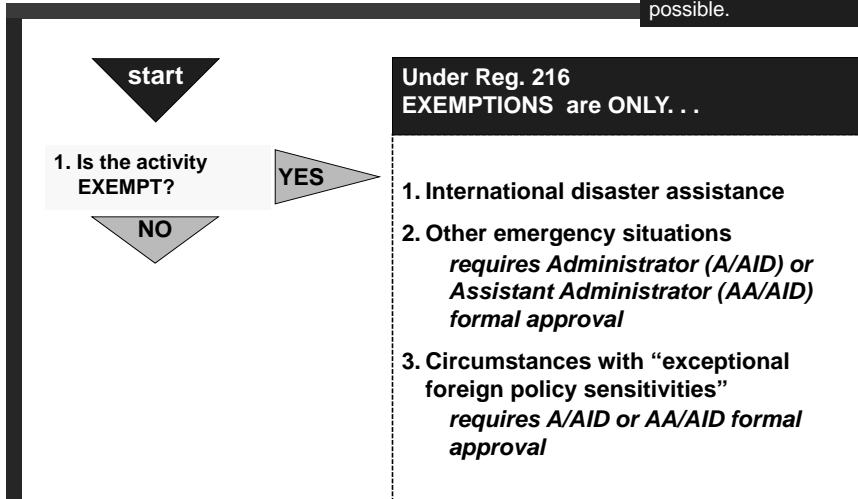 possible.
start
Under Reg. 216
EXEMPTIONS are ONLY. . .
1. Is the activity
EXEMPT?
YES
NO
1. International disaster assistance
2. Other emergency situations
requires Administrator (A/AID) or
Assistant Administrator (AA/AID)
formal approval
3. Circumstances with “exceptional
foreign policy sensitivities”
requires A/AID or AA/AID formal
approval